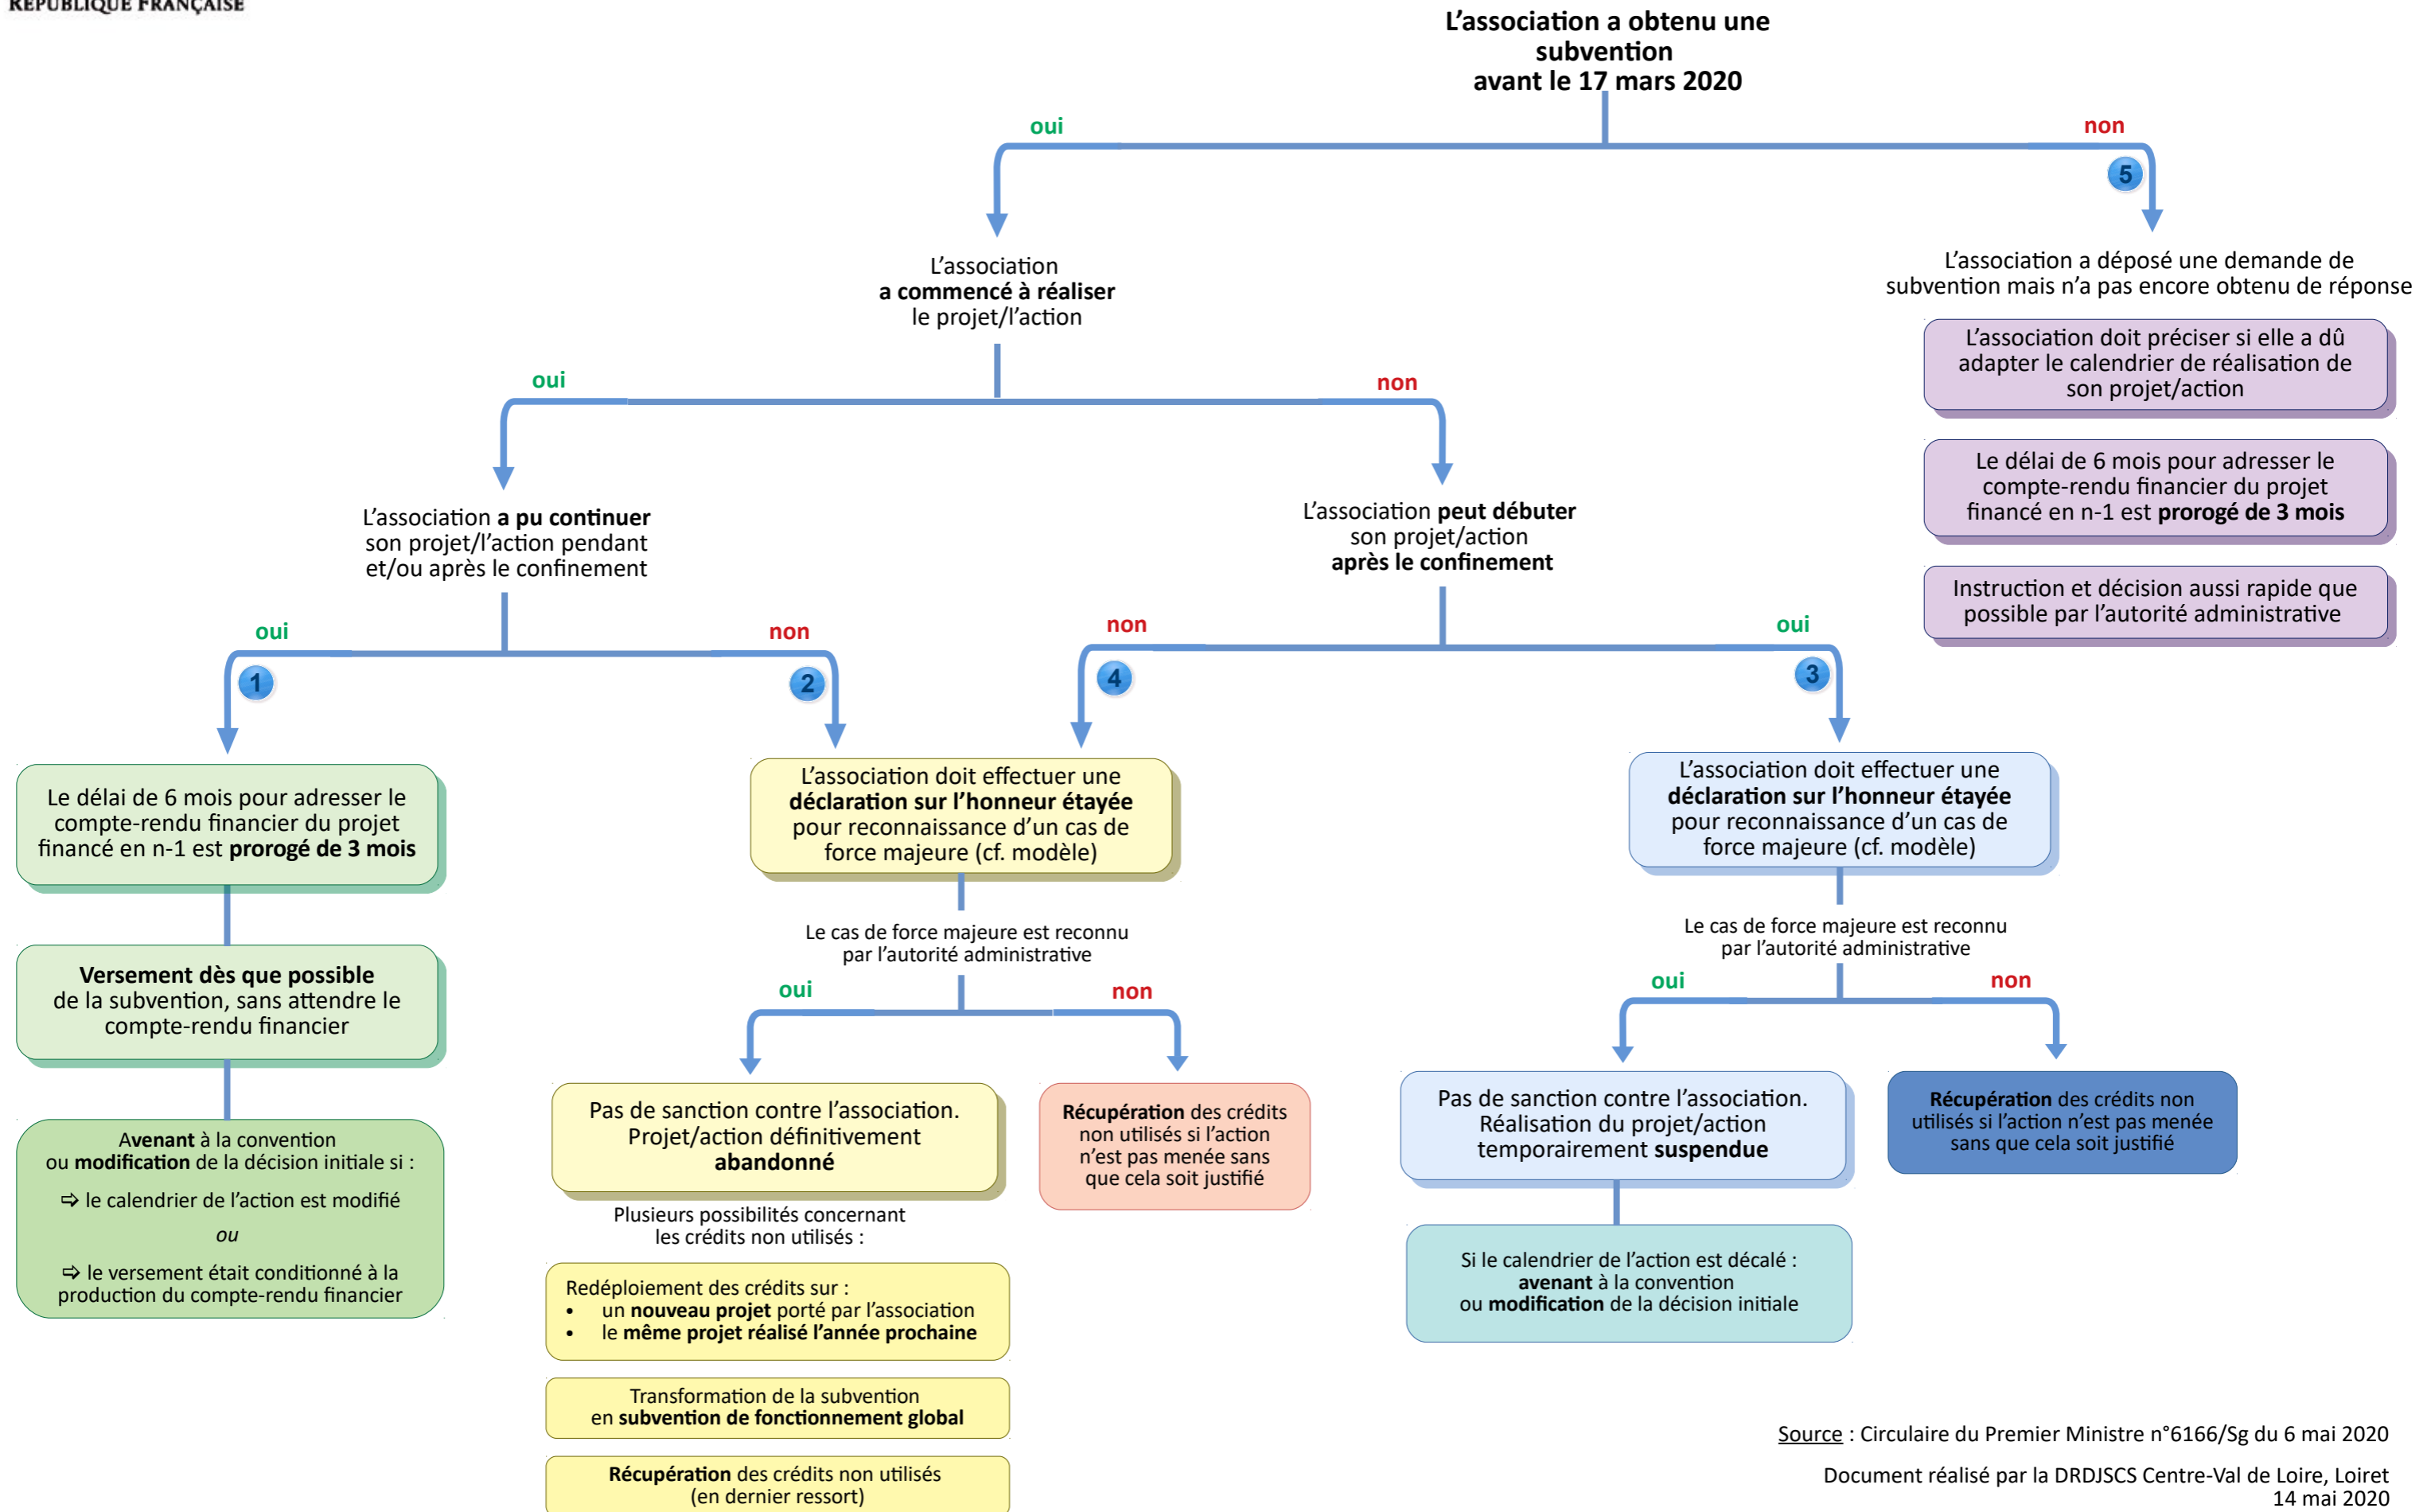 RÉPUBLIQUE FRANÇAISE
L'association a obtenu une
subvention
avant le 17 mars 2020
oui
non
5
L'association
a commencé à réaliser
le projet/l'action
L'association a déposé une demande de
subvention mais n'a pas encore obtenu de réponse
L'association doit préciser si elle a dû
adapter le calendrier de réalisation de
son projet/action
Le délai de 6 mois pour adresser le
compte-rendu financier du projet
financé en n-1 est prorogé de 3 mois
Instruction et décision aussi rapide que
possible par l'autorité administrative
oui
non
L'association a pu continuer
son projet/l'action pendant
et/ou après le confinement
L'association peut débuter
son projet/action
après le confinement
oui
non
non
oui
1
2
4
3
Le délai de 6 mois pour adresser le
compte-rendu financier du projet
financé en n-1 est prorogé de 3 mois
Versement dès que possible
de la subvention, sans attendre le
compte-rendu financier
Avenant à la convention
ou modification de la décision initiale si :
⇨ le calendrier de l'action est modifié
ou
⇨ le versement était conditionné à la
production du compte-rendu financier
L'association doit effectuer une
déclaration sur l'honneur étayée
pour reconnaissance d'un cas de
force majeure (cf. modèle)
Le cas de force majeure est reconnu
par l'autorité administrative
oui
non
Pas de sanction contre l'association.
Projet/action définitivement
abandonné
Récupération des crédits
non utilisés si l'action
n'est pas menée sans
que cela soit justifié
Plusieurs possibilités concernant
les crédits non utilisés :
Redéploiement des crédits sur :
• un nouveau projet porté par l'association
• le même projet réalisé l'année prochaine
Transformation de la subvention
en subvention de fonctionnement global
Récupération des crédits non utilisés
(en dernier ressort)
L'association doit effectuer une
déclaration sur l'honneur étayée
pour reconnaissance d'un cas de
force majeure (cf. modèle)
Le cas de force majeure est reconnu
par l'autorité administrative
oui
non
Pas de sanction contre l'association.
Réalisation du projet/action
temporairement suspendue
Récupération des crédits non
utilisés si l'action n'est pas menée
sans que cela soit justifié
Si le calendrier de l'action est décalé :
avenant à la convention
ou modification de la décision initiale
Source : Circulaire du Premier Ministre n°6166/Sg du 6 mai 2020
Document réalisé par la DRDJSCS Centre-Val de Loire, Loiret
14 mai 2020